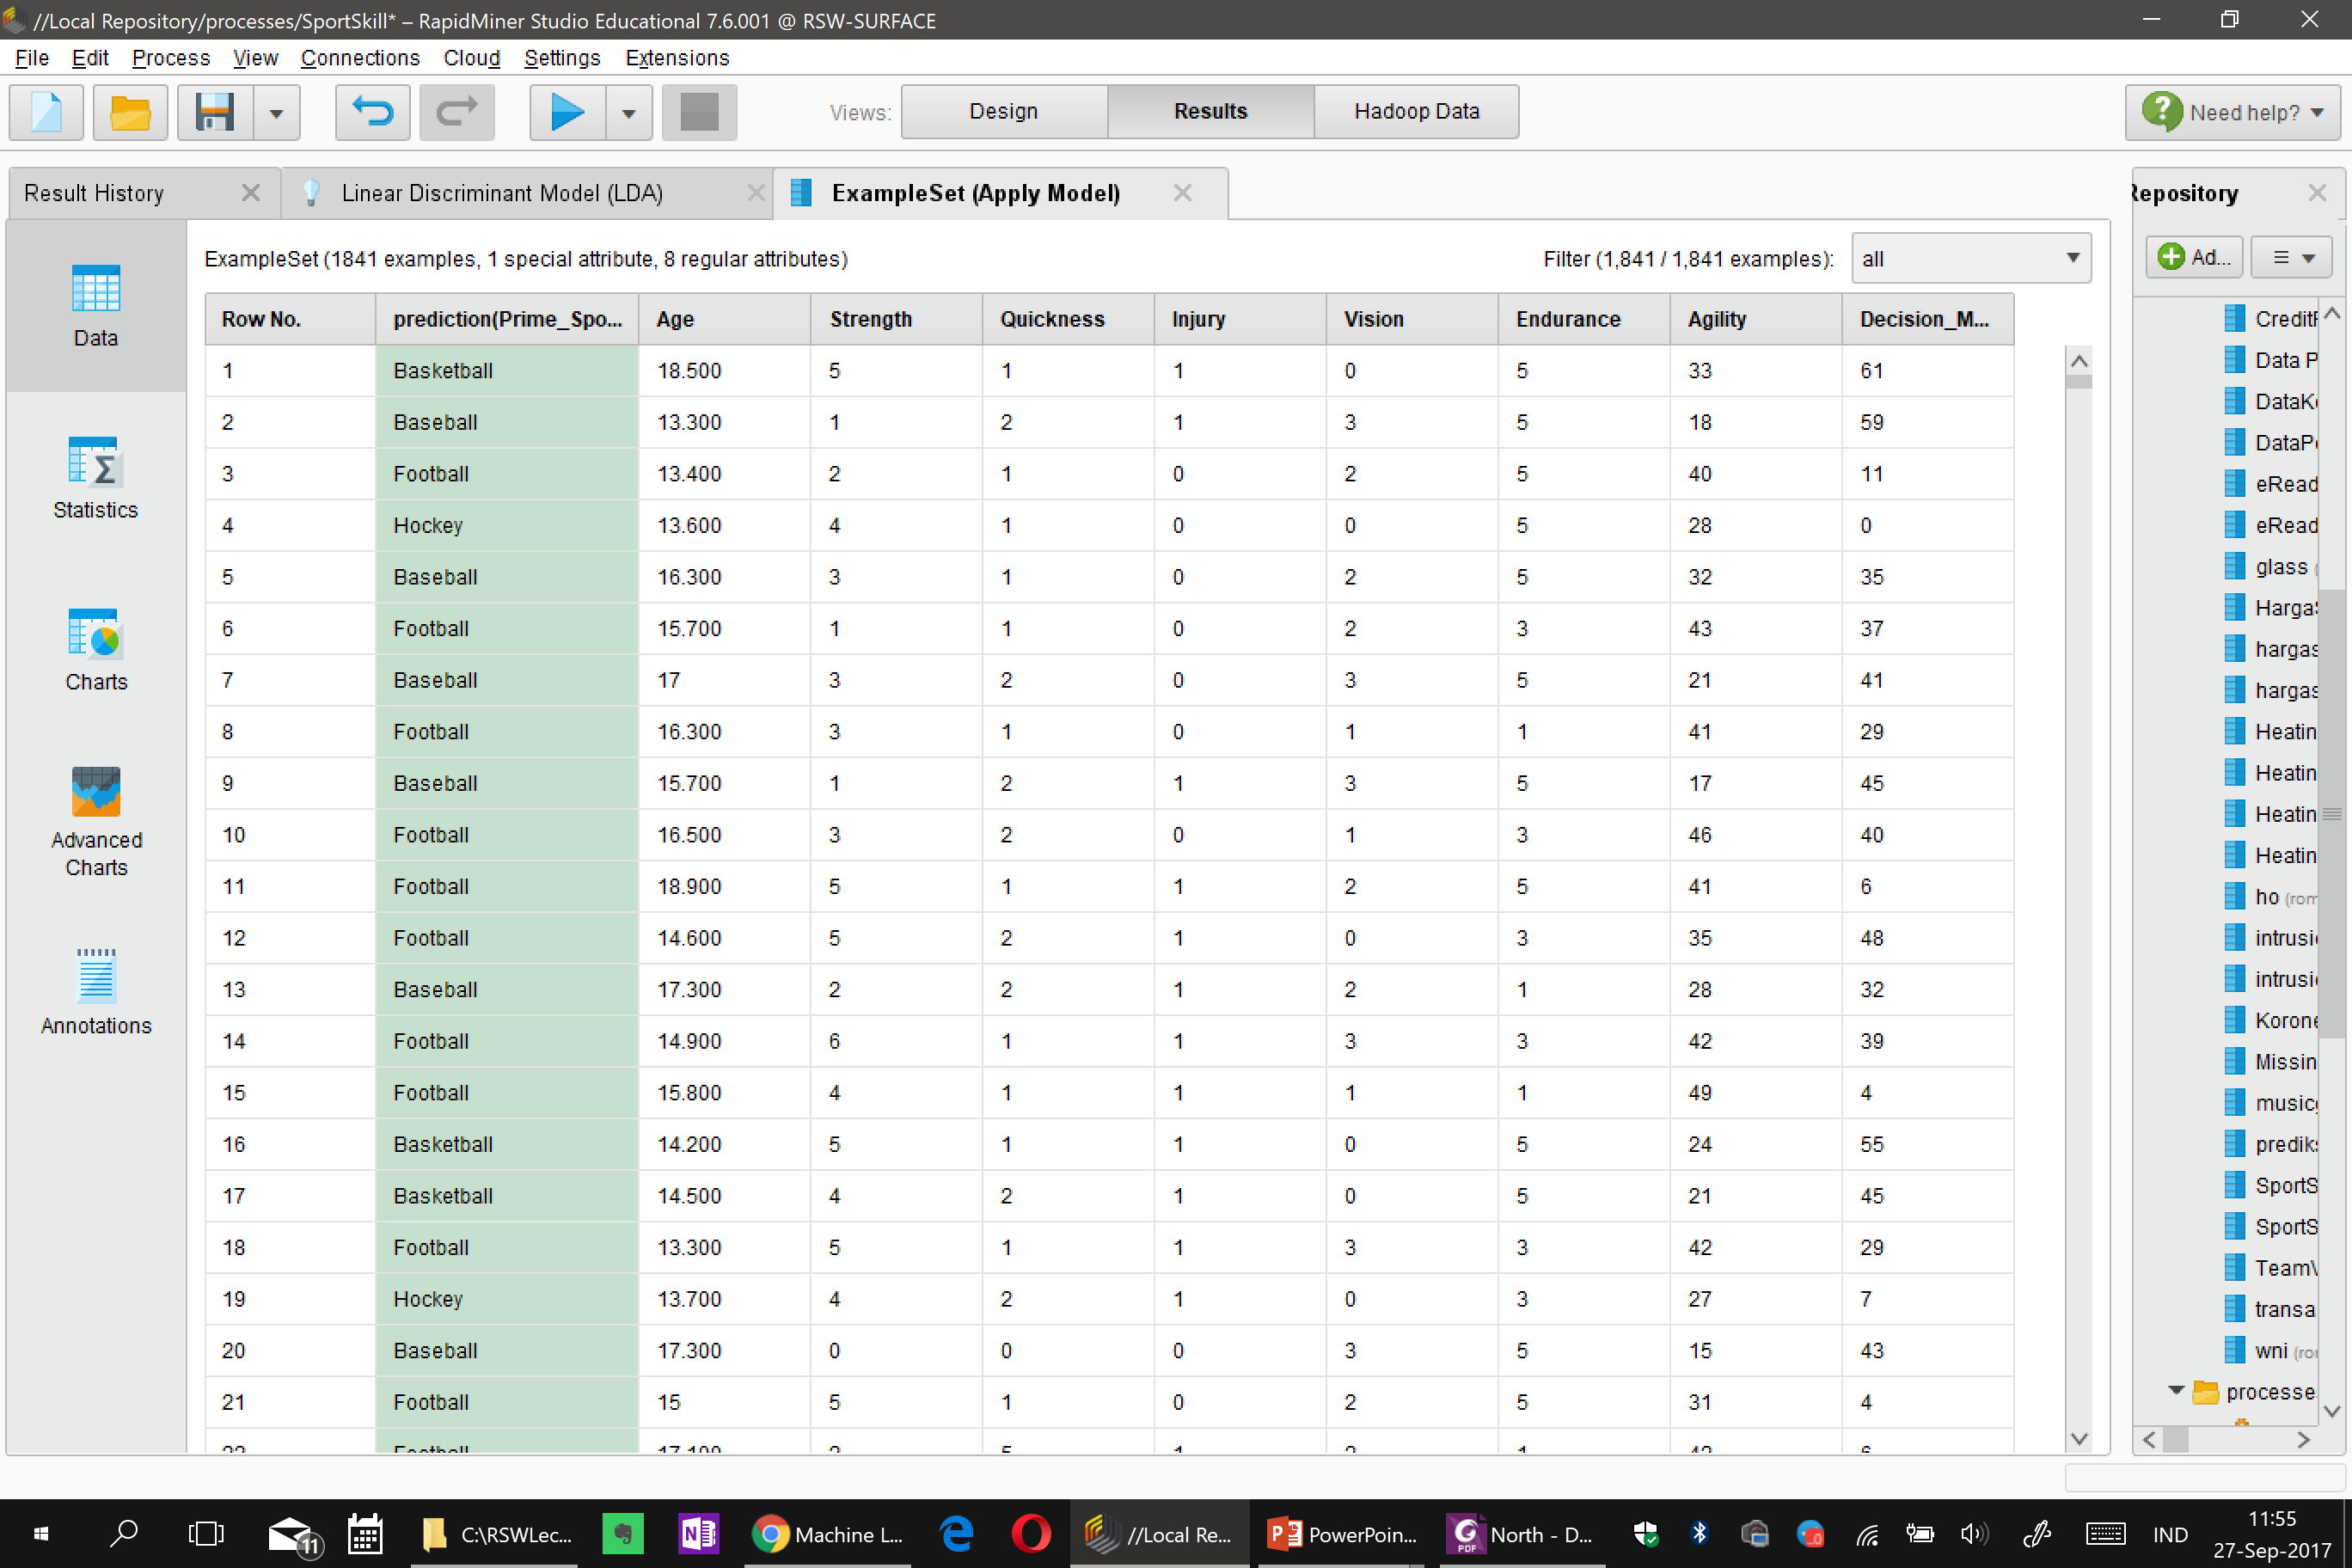 //Local Repository/processes/SportSkill* – RapidMiner Studio Educational 7.6.001 @ RSW-SURFACE
File Edit Process View Connections Cloud Settings Extensions
Views: Design Results Hadoop Data Need help?
Result History Linear Discriminant Model (LDA) ExampleSet (Apply Model) Repository
ExampleSet (1841 examples, 1 special attribute, 8 regular attributes) Filter (1,841 / 1,841 examples): all Ad...
Row No. prediction(Prime_Spo... Age Strength Quickness Injury Vision Endurance Agility Decision_M...
1 Basketball 18.500 5 1 1 0 5 33 61
2 Baseball 13.300 1 2 1 3 5 18 59
3 Football 13.400 2 1 0 2 5 40 11
4 Hockey 13.600 4 1 0 0 5 28 0
5 Baseball 16.300 3 1 0 2 5 32 35
6 Football 15.700 1 1 0 2 3 43 37
7 Baseball 17 3 2 0 3 5 21 41
8 Football 16.300 3 1 0 1 1 41 29
9 Baseball 15.700 1 2 1 3 5 17 45
10 Football 16.500 3 2 0 1 3 46 40
11 Football 18.900 5 1 1 2 5 41 6
12 Football 14.600 5 2 1 0 3 35 48
13 Baseball 17.300 2 2 1 2 1 28 32
14 Football 14.900 6 1 1 3 3 42 39
15 Football 15.800 4 1 1 1 1 49 4
16 Basketball 14.200 5 1 1 0 5 24 55
17 Basketball 14.500 4 2 1 0 5 21 45
18 Football 13.300 5 1 1 3 3 42 29
19 Hockey 13.700 4 2 1 0 3 27 7
20 Baseball 17.300 0 0 0 3 5 15 43
21 Football 15 5 1 0 2 5 31 4
Data
Statistics
Charts
Advanced
Charts
Annotations
Data P
eRead
eRead
glass
hargas
hargas
Heatin
Heatin
Heatin
Heatin
ho (rom
intrusi
intrusi
Missin
SportS
SportS
transa
wni
processe
11 C:\RSWLec... Machine L... //Local Re... PowerPoin... North - D... IND 11:55
27-Sep-2017